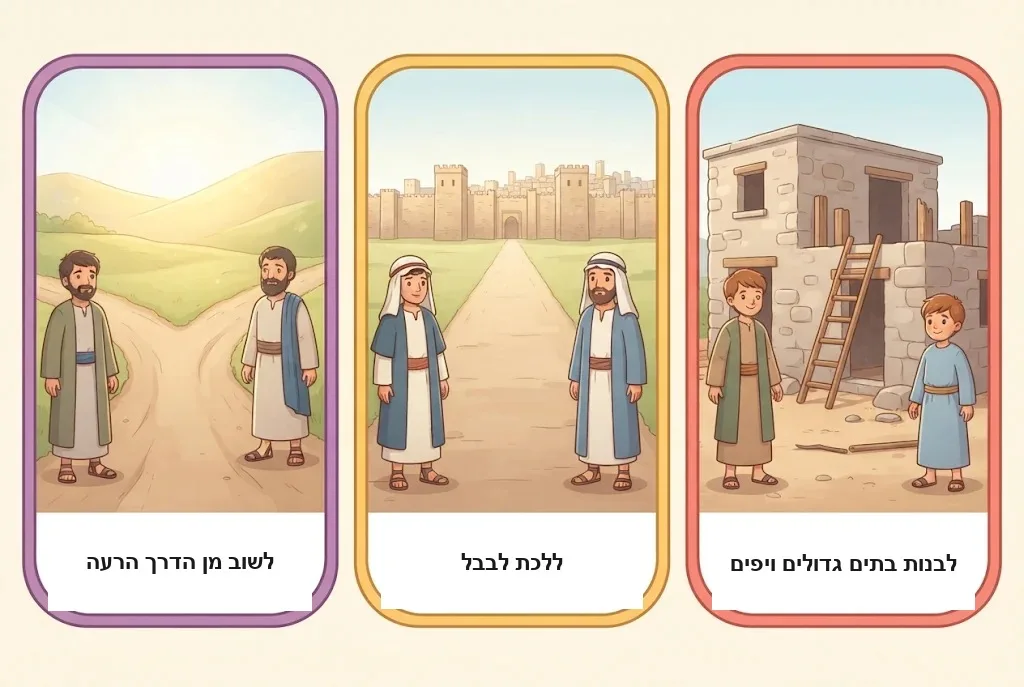 לבנות בתים גדולים ויפים
ללכת לבבל
לשוב מן הדרך הרעה